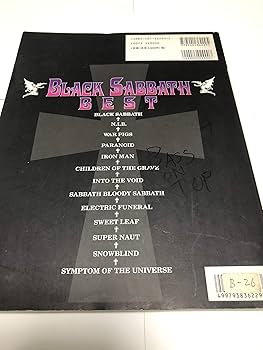 BLACK SABBATH
BEST
BLACK SABBATH
N.I.B.
WAR PIGS
PARANOID
IRON MAN
CHILDREN OF THE GRAVE
INTO THE VOID
SABBATH BLOODY SABBATH
ELECTRIC FUNERAL
SWEET LEAF
SUPER NAUT
SNOWBLIND
SYMPTOM OF THE UNIVERSE
B-26
499793836229